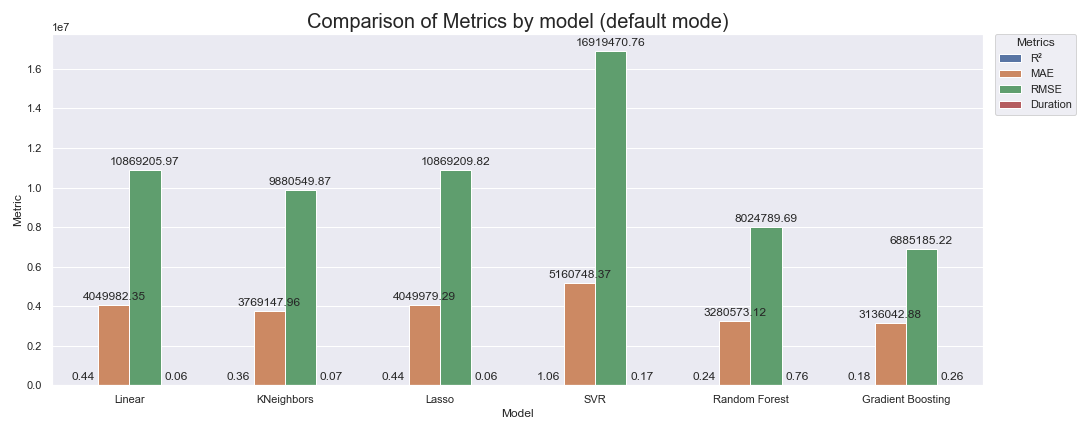 Comparison of Metrics by model (default mode)
1e7
Metrics
R²
MAE
RMSE
Duration
Metric
1.6
1.4
1.2
1.0
0.8
0.6
0.4
0.2
0.0
16919470.76
10869205.97
9880549.87
10869209.82
8024789.69
6885185.22
4049982.35
3769147.96
4049979.29
5160748.37
3280573.12
3136042.88
0.44 0.06 0.36 0.07 0.44 0.06 1.06 0.17 0.24 0.76 0.18 0.26
Linear KNeighbors Lasso SVR Random Forest Gradient Boosting
Model